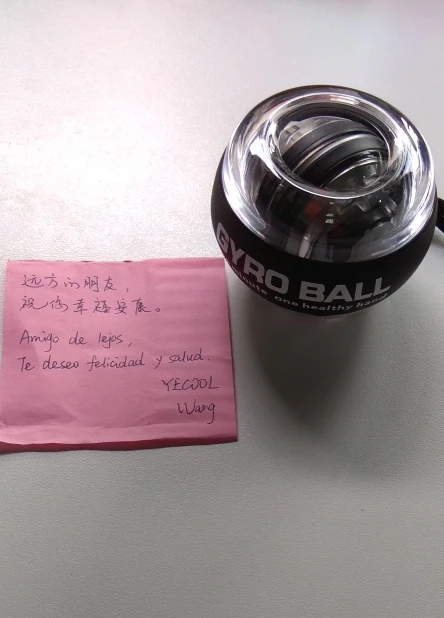 GYRO BALL
one healthy hand
远方的朋友，
祝你幸福安康。
Amigo de lejos,
Te deseo felicidad y salud.
YECOOL
Wang